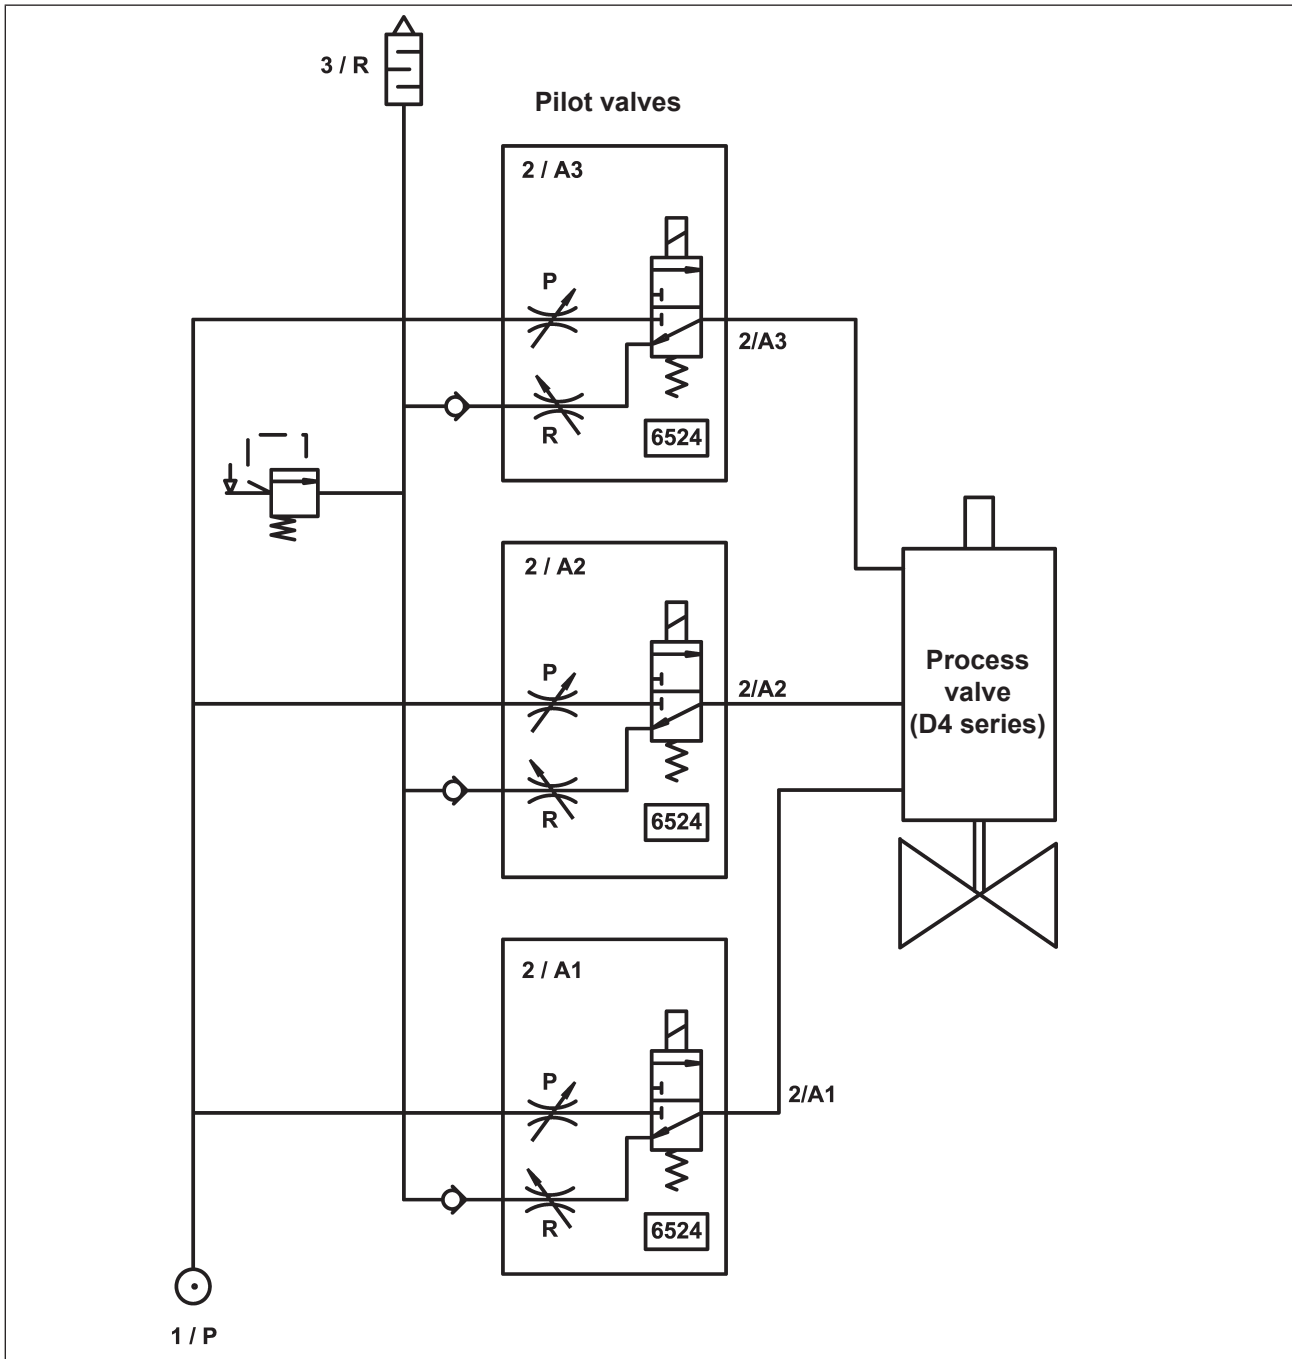 3 / R
Pilot valves
2 / A3
P
2/A3
R
6524
2 / A2
P
2/A2
R
6524
Process
valve
(D4 series)
2 / A1
P
2/A1
R
6524
1 / P